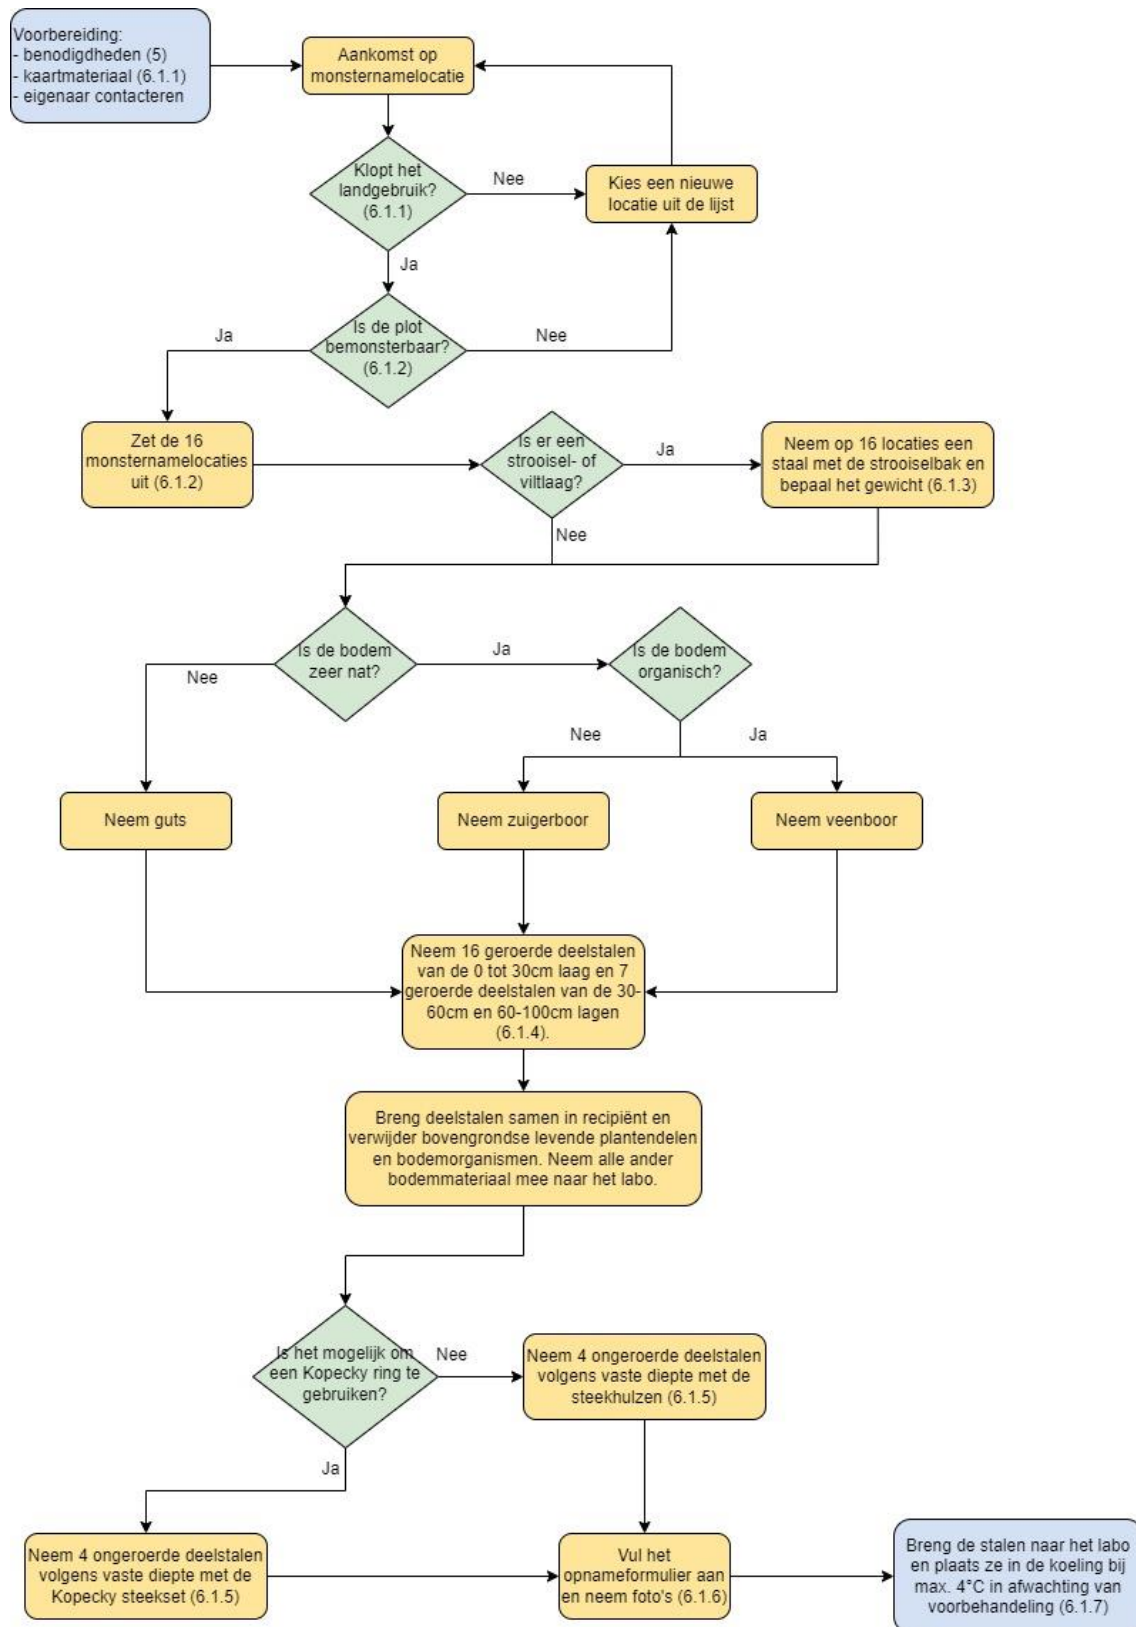 Voorbereiding:
- benodigdheden (5)
- kaartmateriaal (6.1.1)
- eigenaar contacteren
Aankomst op
monsternamelocatie
Klopt het
landgebruik?
(6.1.1)
Nee
Kies een nieuwe
locatie uit de lijst
Ja
Is de plot
bemonsterbaar?
(6.1.2)
Ja
Nee
Zet de 16
monsternamelocaties
uit (6.1.2)
Is er een
strooisel- of
viltlaag?
Ja
Neem op 16 locaties een
staal met de strooiselbak en
bepaal het gewicht (6.1.3)
Nee
Is de bodem
zeer nat?
Nee
Ja
Is de bodem
organisch?
Nee
Ja
Neem guts
Neem zuigerboor
Neem veenboor
Neem 16 geroerde deelstalen
van de 0 tot 30cm laag en 7
geroerde deelstalen van de 30-
60cm en 60-100cm lagen
(6.1.4).
Breng deelstalen samen in recipiënt en
verwijder bovengrondse levende plantendelen
en bodemorganismen. Neem alle ander
bodemmateriaal mee naar het labo.
Is het mogelijk om
een Kopecky ring te
gebruiken?
Nee
Neem 4 ongeroerde deelstalen
volgens vaste diepte met de
steekhulzen (6.1.5)
Ja
Neem 4 ongeroerde deelstalen
volgens vaste diepte met de
Kopecky steekset (6.1.5)
Vul het
opnameformulier aan
en neem foto's (6.1.6)
Breng de stalen naar het labo
en plaats ze in de koeling bij
max. 4°C in afwachting van
voorbehandeling (6.1.7)